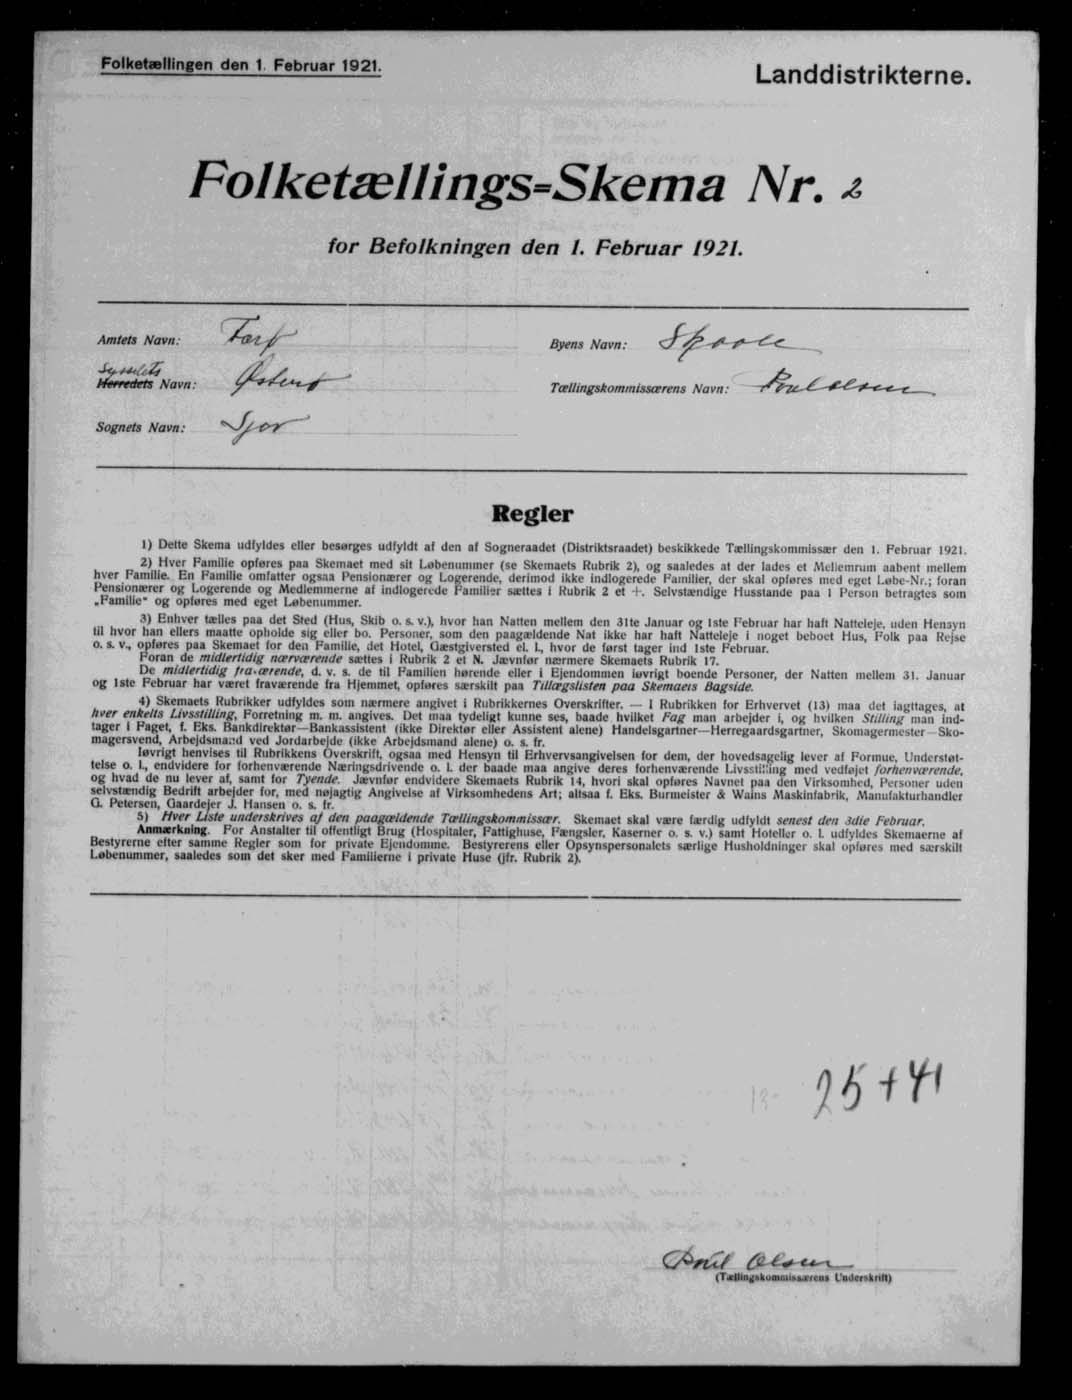 Folketællingen den 1. Februar 1921.
Landdistrikterne.
Folketællings=Skema Nr. 2
for Befolkningen den 1. Februar 1921.
Amtets Navn: Færø
Byens Navn: Skaale
Sysselets
Herredets Navn: Østerø
Tællingskommissærens Navn: Poul Olsen
Sognets Navn: Sjov
Regler
1) Dette Skema udfyldes eller besørges udfyldt af den af Sogneraadet (Distriktsraadet) beskikkede Tællingskommissær den 1. Februar 1921.
2) Hver Familie opføres paa Skemaet med sit Løbenummer (se Skemaets Rubrik 2), og saaledes at der lades et Mellemrum aabent mellem
hver Familie. En Familie omfatter ogsaa Pensionærer og Logerende, derimod ikke indlogerede Familier, der skal opføres med eget Løbe-Nr.; foran
Pensionærer og Logerende og Medlemmerne af indlogerede Familier sættes i Rubrik 2 et +. Selvstændige Husstande paa 1 Person betragtes som
„Familie“ og opføres med eget Løbenummer.
3) Enhver tælles paa det Sted (Hus, Skib o. s. v.), hvor han Natten mellem den 31te Januar og 1ste Februar har haft Natteleje, uden Hensyn
til hvor han ellers maatte opholde sig eller bo. Personer, som den paagældende Nat ikke har haft Natteleje i noget beboet Hus, Folk paa Rejse
o. s. v., opføres paa Skemaet for den Familie, det Hotel, Gæstgiversted el. l., hvor de først tager ind 1ste Februar.
Foran de midlertidig nærværende sættes i Rubrik 2 et N. Jævnfør nærmere Skemaets Rubrik 17.
De midlertidig fraværende, d. v. s. de til Familien hørende eller i Ejendommen iøvrigt boende Personer, der Natten mellem 31. Januar
og 1ste Februar har været fraværende fra Hjemmet, opføres særskilt paa Tillægslisten paa Skemaets Bagside.
4) Skemaets Rubrikker udfyldes som nærmere angivet i Rubrikkernes Overskrifter. — I Rubrikken for Erhvervet (13) maa det iagttages, at
hver enkelts Livsstilling, Forretning m. m. angives. Det maa tydeligt kunne ses, baade hvilket Fag man arbejder i, og hvilken Stilling man ind-
tager i Faget, f. Eks. Bankdirektør—Bankassistent (ikke Direktør eller Assistent alene) Handelsgartner—Herregaardsgartner, Skomagermester—Sko-
magersvend, Arbejdsmand ved Jordarbejde (ikke Arbejdsmand alene) o. s. fr.
Iøvrigt henvises til Rubrikkens Overskrift, ogsaa med Hensyn til Erhvervsangivelsen for dem, der hovedsagelig lever af Formue, Understøt-
telse o. l., endvidere for forhenværende Næringsdrivende o. l. der baade maa angive deres forhenværende Livsstilling med vedføjet forhenværende,
og hvad de nu lever af, samt for Tyende. Jævnfør endvidere Skemaets Rubrik 14, hvori skal opføres Navnet paa den Virksomhed, Personer uden
selvstændig Bedrift arbejder for, med nøjagtig Angivelse af Virksomhedens Art; altsaa f. Eks. Burmeister & Wains Maskinfabrik, Manufakturhandler
G. Petersen, Gaardejer J. Hansen o. s. fr.
5) Hver Liste underskrives af den paagældende Tællingskommissær. Skemaet skal være færdig udfyldt senest den 3die Februar.
Anmærkning. For Anstalter til offentligt Brug (Hospitaler, Fattighuse, Fængsler, Kaserner o. s. v.) samt Hoteller o. l. udfyldes Skemaerne af
Bestyrerne efter samme Regler som for private Ejendomme. Bestyrerens eller Opsynspersonalets særlige Husholdninger skal opføres med særskilt
Løbenummer, saaledes som det sker med Familierne i private Huse (jfr. Rubrik 2).
25 + 41
Poul Olsen
(Tællingskommissærens Underskrift)